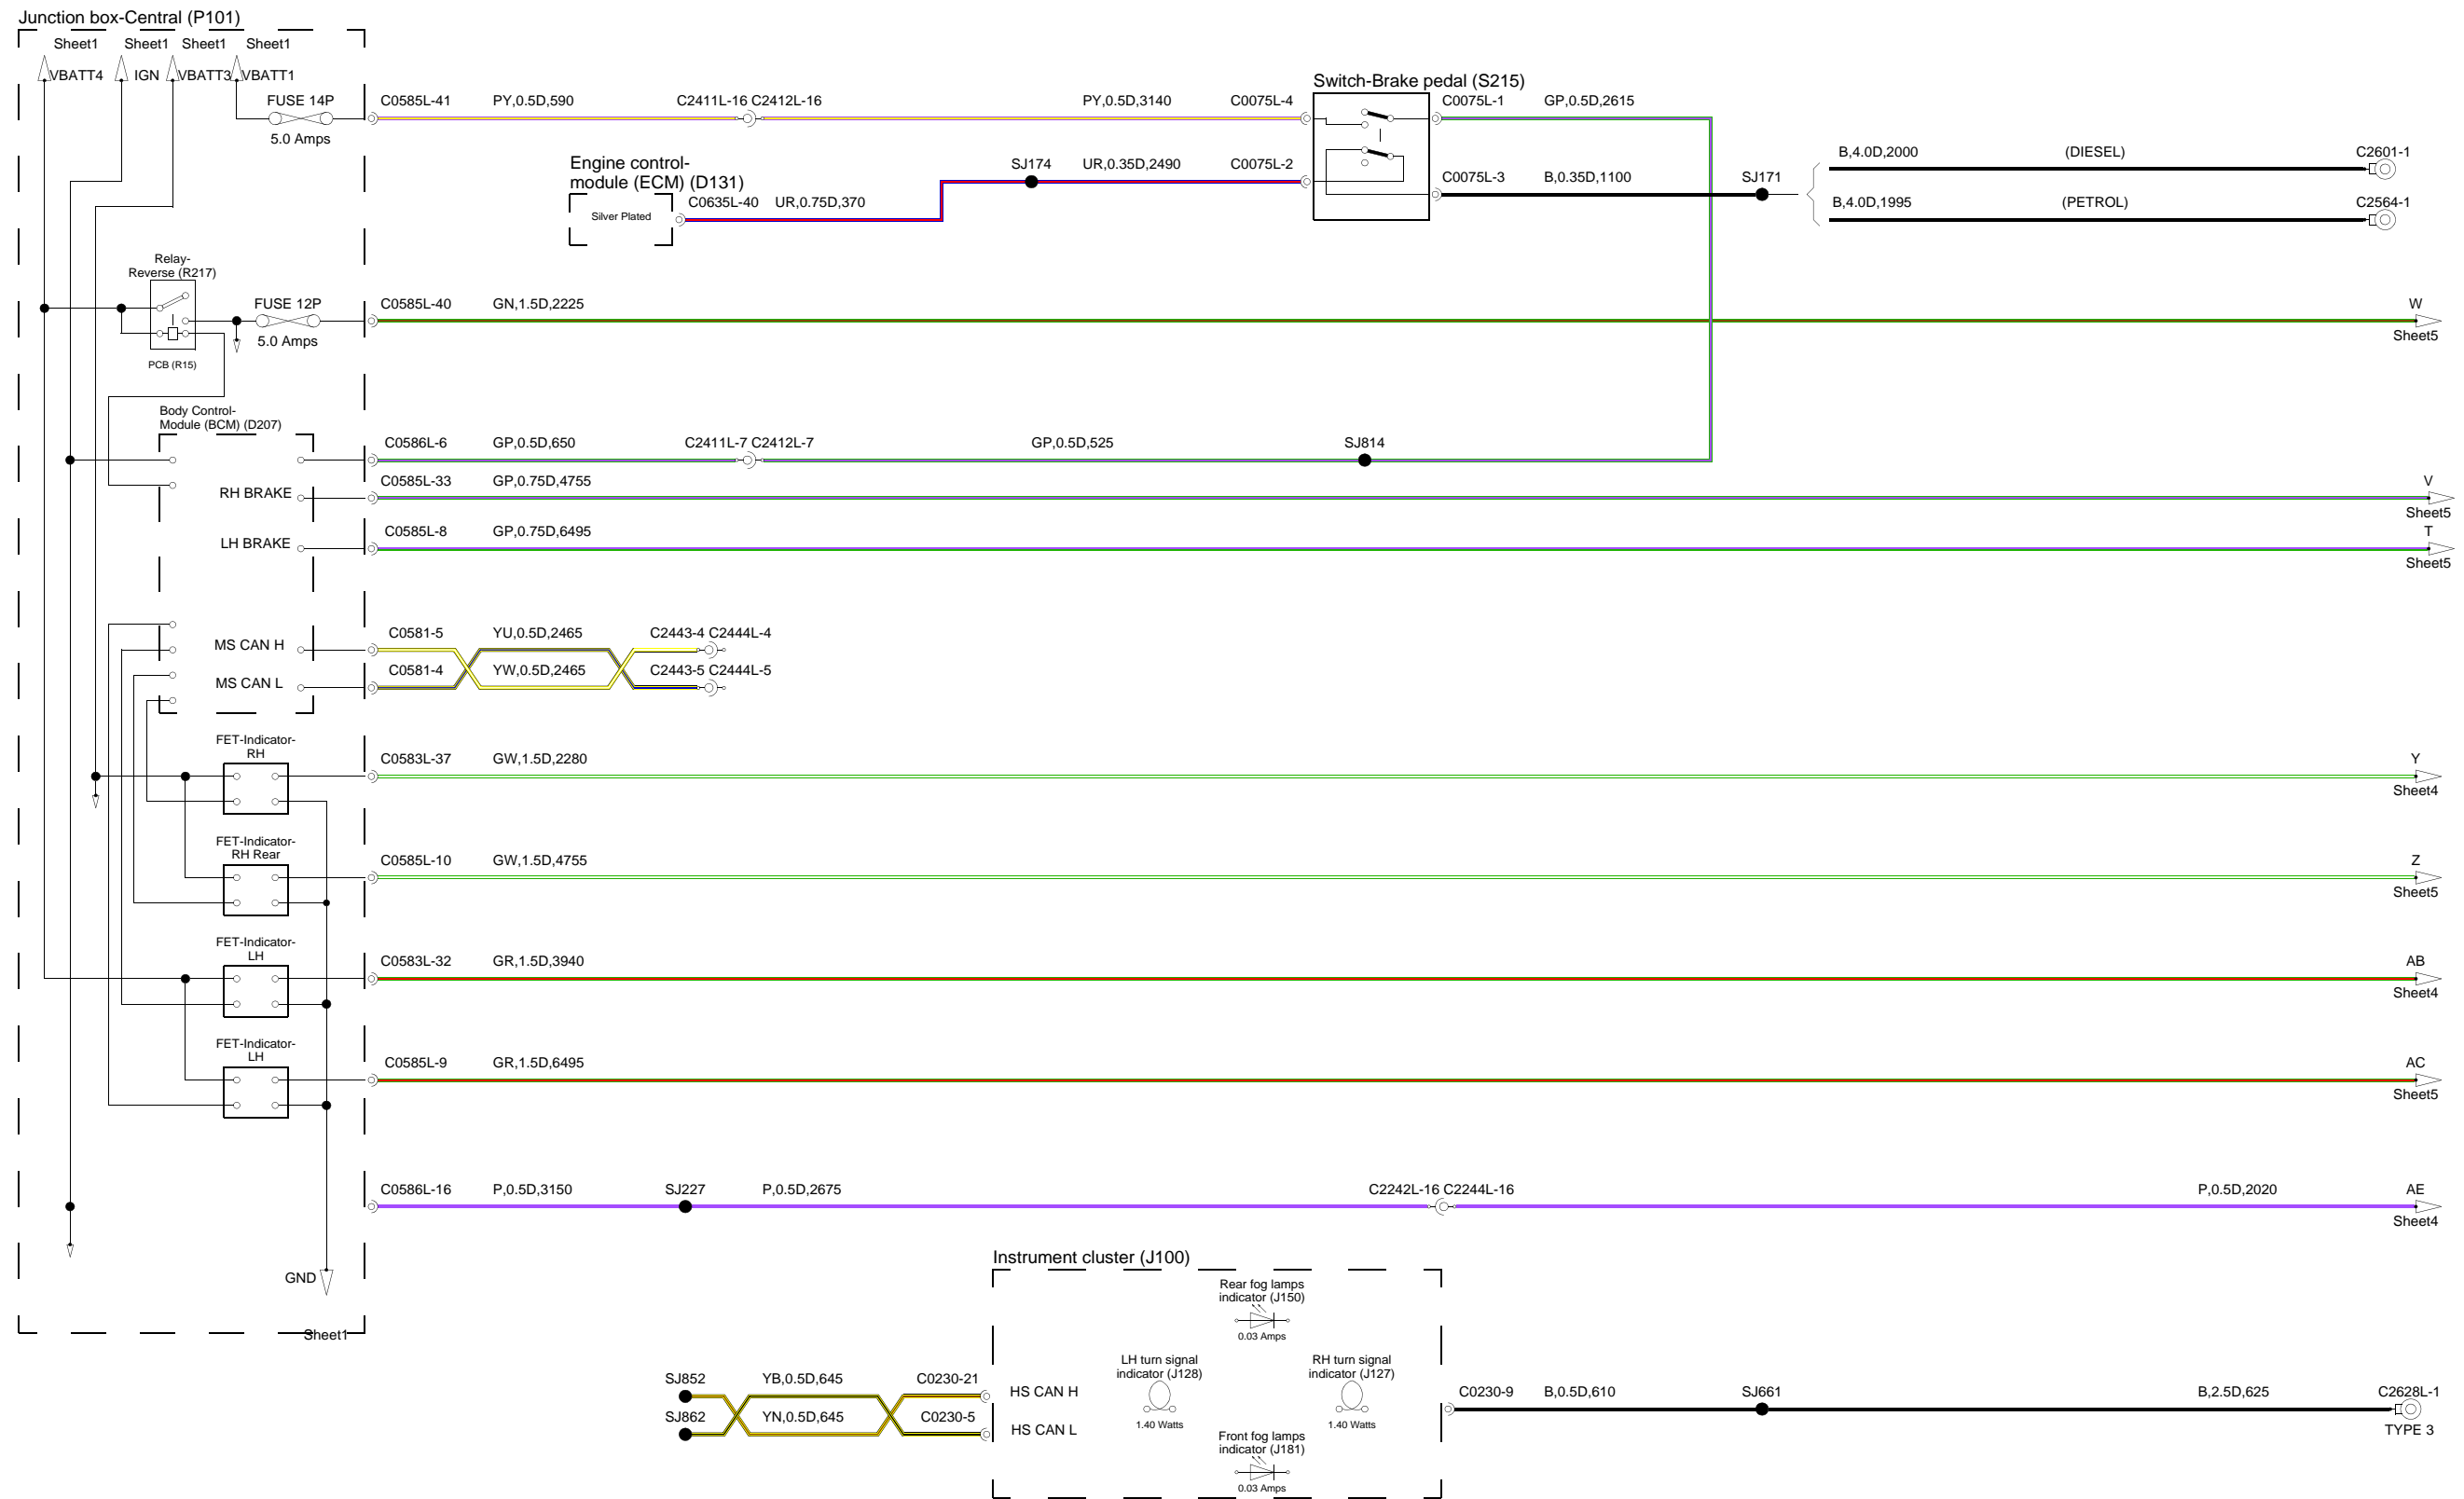 Junction box-Central (P101)
Sheet1 Sheet1 Sheet1 Sheet1
VBATT4 IGN VBATT3 VBATT1
FUSE 14P
5.0 Amps
C0585L-41 PY,0.5D,590 C2411L-16 C2412L-16 PY,0.5D,3140 C0075L-4
Switch-Brake pedal (S215)
C0075L-1 GP,0.5D,2615
Engine control-
module (ECM) (D131)
Silver Plated
C0635L-40 UR,0.75D,370
SJ174 UR,0.35D,2490 C0075L-2
C0075L-3 B,0.35D,1100 SJ171
B,4.0D,2000 (DIESEL) C2601-1
B,4.0D,1995 (PETROL) C2564-1
Relay-
Reverse (R217)
PCB (R15)
FUSE 12P
5.0 Amps
C0585L-40 GN,1.5D,2225 W
Sheet5
Body Control-
Module (BCM) (D207)
C0586L-6 GP,0.5D,650 C2411L-7 C2412L-7 GP,0.5D,525 SJ814
RH BRAKE C0585L-33 GP,0.75D,4755 V
Sheet5
LH BRAKE C0585L-8 GP,0.75D,6495 T
Sheet5
MS CAN H C0581-5 YU,0.5D,2465 C2443-4 C2444L-4
MS CAN L C0581-4 YW,0.5D,2465 C2443-5 C2444L-5
FET-Indicator-
RH
C0583L-37 GW,1.5D,2280 Y
Sheet4
FET-Indicator-
RH Rear
C0585L-10 GW,1.5D,4755 Z
Sheet5
FET-Indicator-
LH
C0583L-32 GR,1.5D,3940 AB
Sheet4
FET-Indicator-
LH
C0585L-9 GR,1.5D,6495 AC
Sheet5
C0586L-16 P,0.5D,3150 SJ227 P,0.5D,2675 C2242L-16 C2244L-16 P,0.5D,2020 AE
Sheet4
GND
Sheet1
Instrument cluster (J100)
Rear fog lamps
indicator (J150)
0.03 Amps
LH turn signal
indicator (J128)
1.40 Watts
RH turn signal
indicator (J127)
1.40 Watts
Front fog lamps
indicator (J181)
0.03 Amps
SJ852 YB,0.5D,645 C0230-21 HS CAN H
SJ862 YN,0.5D,645 C0230-5 HS CAN L
C0230-9 B,0.5D,610 SJ661 B,2.5D,625 C2628L-1
TYPE 3